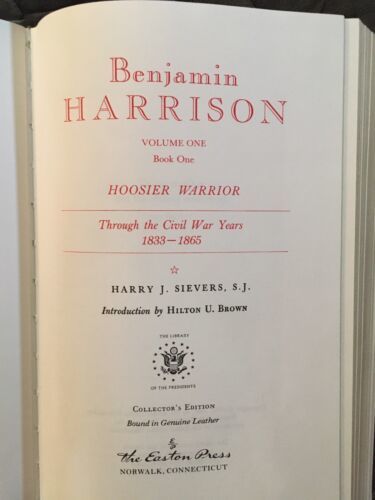 Benjamin
HARRISON
VOLUME ONE
Book One
HOOSIER WARRIOR
Through the Civil War Years
1833—1865
HARRY J. SIEVERS, S.J.
Introduction by HILTON U. BROWN
THE LIBRARY
OF THE PRESIDENTS
COLLECTOR'S EDITION
Bound in Genuine Leather
The Easton Press
NORWALK, CONNECTICUT